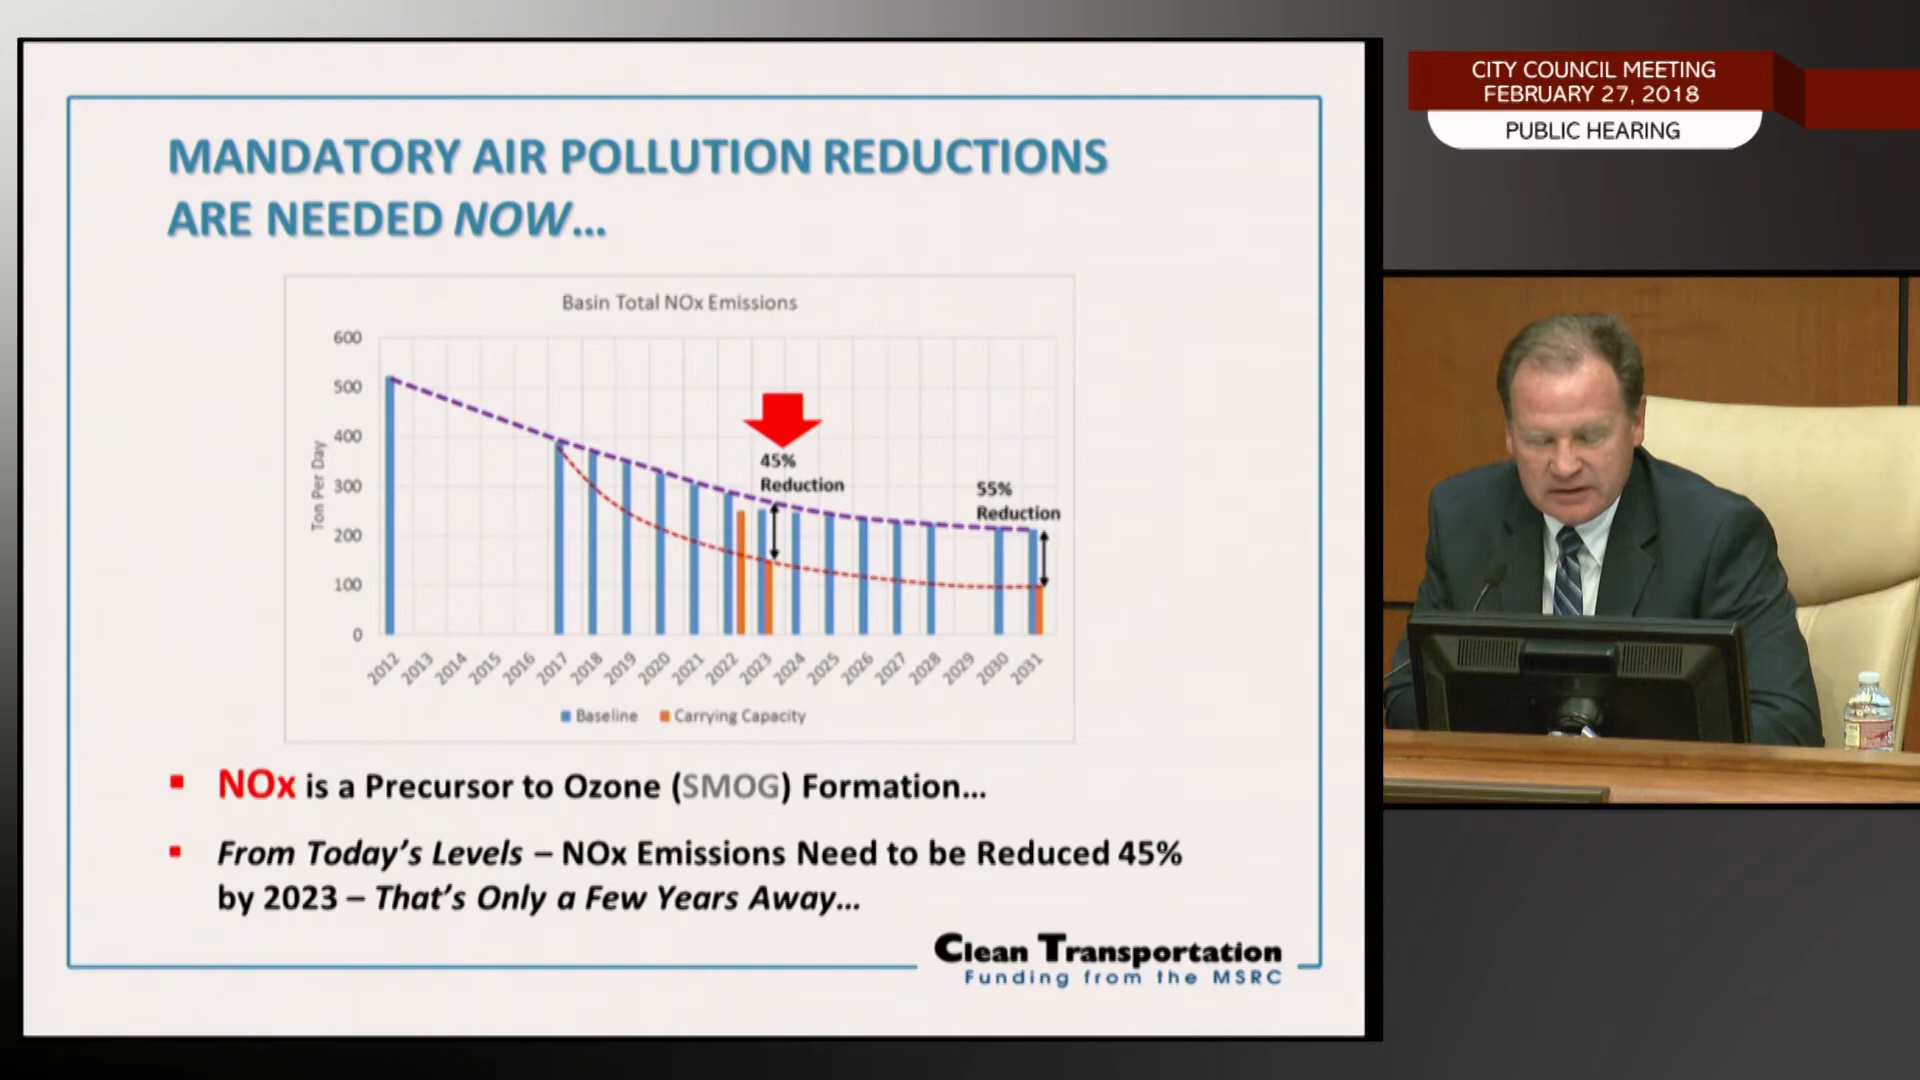 MANDATORY AIR POLLUTION REDUCTIONS
ARE NEEDED NOW...
Basin Total NOx Emissions
600
500
400
300
200
100
0
Ton Per Day
45%
Reduction
55%
Reduction
2012
2013
2014
2015
2016
2017
2018
2019
2020
2021
2022
2023
2024
2025
2026
2027
2028
2029
2030
2031
Baseline
Carrying Capacity
NOx is a Precursor to Ozone (SMOG) Formation...
From Today's Levels – NOx Emissions Need to be Reduced 45%
by 2023 – That's Only a Few Years Away...
Clean Transportation
Funding from the MSRC
CITY COUNCIL MEETING
FEBRUARY 27, 2018
PUBLIC HEARING